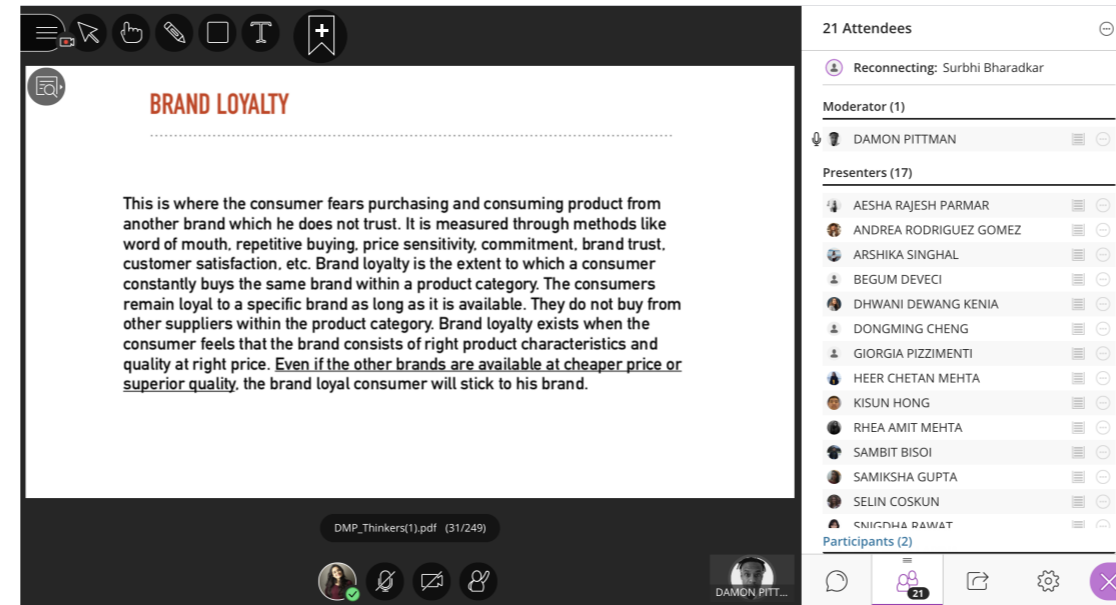 BRAND LOYALTY
This is where the consumer fears purchasing and consuming product from
another brand which he does not trust. It is measured through methods like
word of mouth, repetitive buying, price sensitivity, commitment, brand trust,
customer satisfaction, etc. Brand loyalty is the extent to which a consumer
constantly buys the same brand within a product category. The consumers
remain loyal to a specific brand as long as it is available. They do not buy from
other suppliers within the product category. Brand loyalty exists when the
consumer feels that the brand consists of right product characteristics and
quality at right price. Even if the other brands are available at cheaper price or
superior quality, the brand loyal consumer will stick to his brand.
DMP_Thinkers(1).pdf (31/249)
DAMON PITT...
21 Attendees
Reconnecting: Surbhi Bharadkar
Moderator (1)
DAMON PITTMAN
Presenters (17)
AESHA RAJESH PARMAR
ANDREA RODRIGUEZ GOMEZ
ARSHIKA SINGHAL
BEGUM DEVECI
DHWANI DEWANG KENIA
DONGMING CHENG
GIORGIA PIZZIMENTI
HEER CHETAN MEHTA
KISUN HONG
RHEA AMIT MEHTA
SAMBIT BISOI
SAMIKSHA GUPTA
SELIN COSKUN
SNIGDHA RAWAT
Participants (2)
21